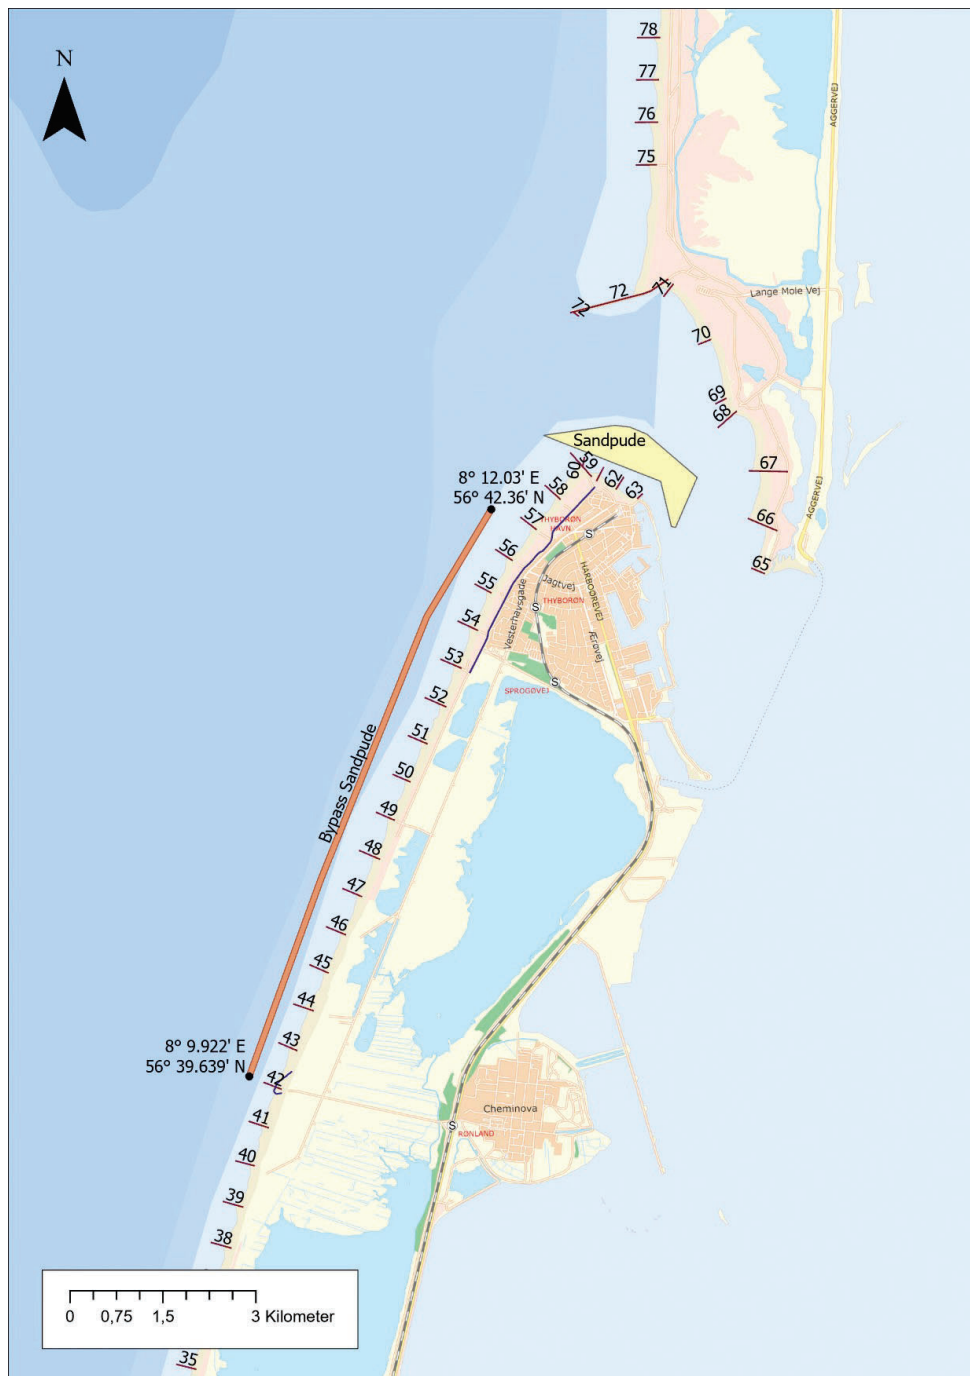 N
78
77
76
AGGERVEJ
75
72
71
72
Lange Mole Vej
70
69
68
Sandpude
59
60
62
63
67
8° 12.03' E
56° 42.36' N
58
57
THYBORØN
HAVN
66
AGGERVEJ
65
56
S
55
Jagtvej
HARBOØREVEJ
Vesterhavsgade
S
THYBORØN
54
Ærøvej
53
SPROGØVEJ
S
52
51
50
Bypass Sandpude
49
48
47
46
45
44
43
8° 9.922' E
56° 39.639' N
42
41
Cheminova
S
RØNLAND
40
39
38
0
0,75
1,5
3 Kilometer
35